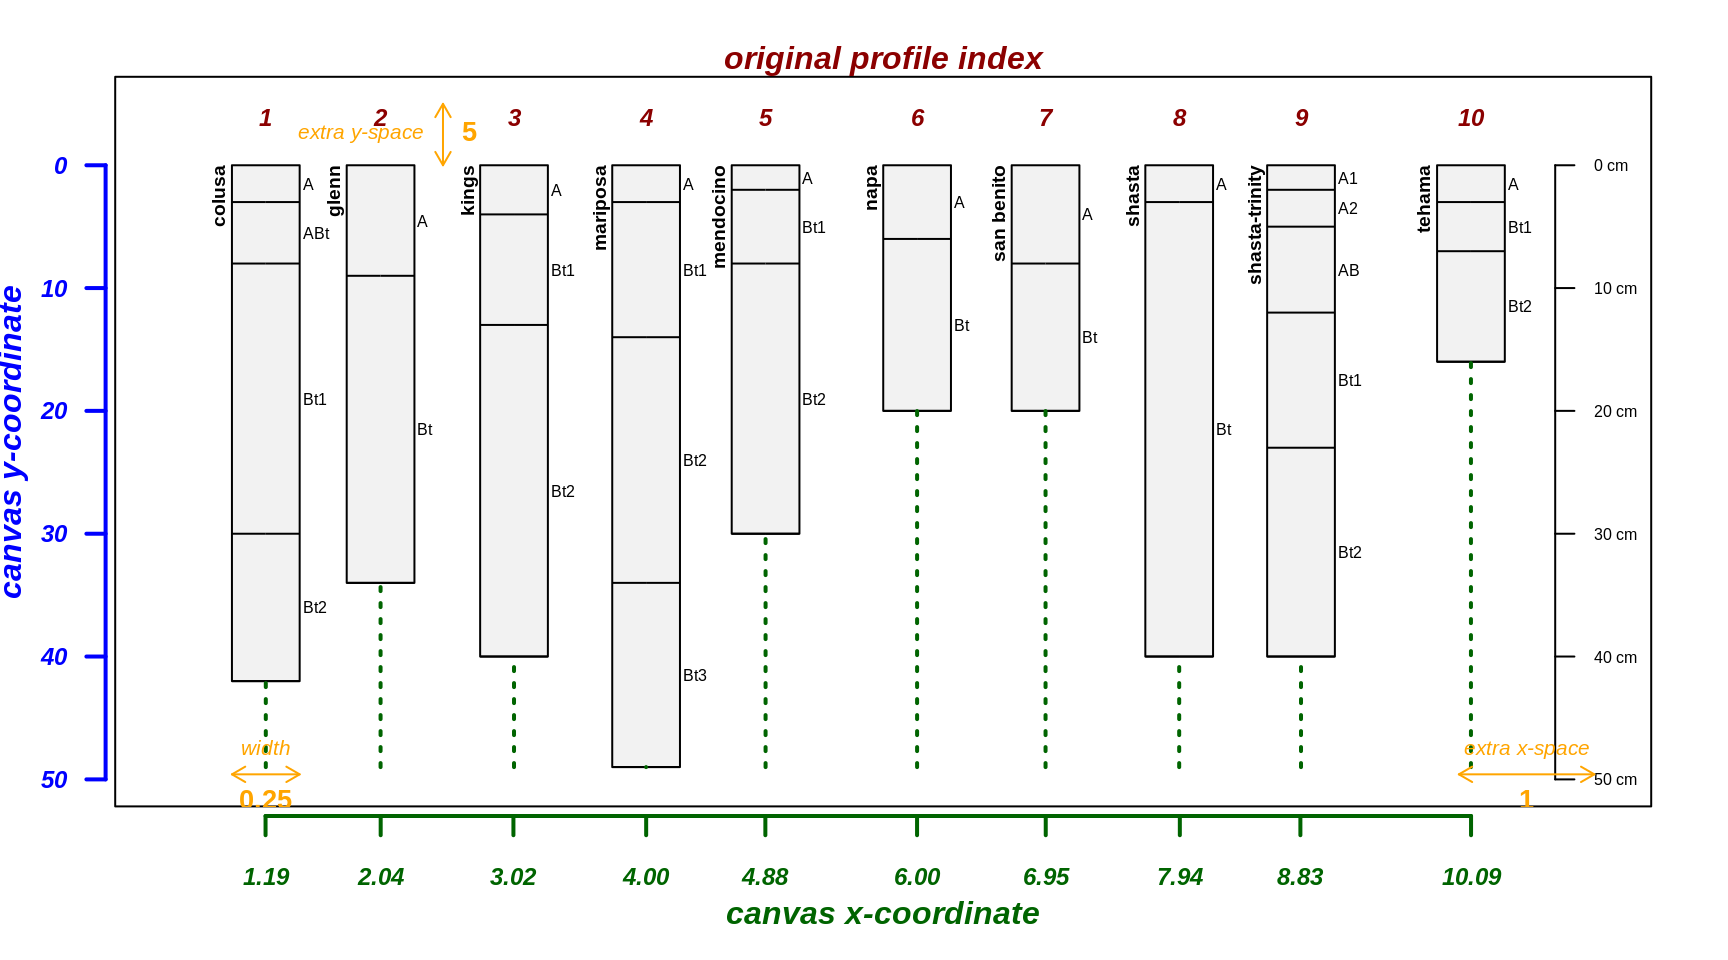 original profile index
1 2 3 4 5 6 7 8 9 10
extra y-space 5
canvas y-coordinate
0
10
20
30
40
50
colusa
A
ABt
Bt1
Bt2
glenn
A
Bt
kings
A
Bt1
Bt2
mariposa
A
Bt1
Bt2
Bt3
mendocino
A
Bt1
Bt2
napa
A
Bt
san benito
A
Bt
shasta
A
Bt
shasta-trinity
A1
A2
AB
Bt1
Bt2
tehama
A
Bt1
Bt2
0 cm
10 cm
20 cm
30 cm
40 cm
50 cm
width
0.25
extra x-space
1
1.19 2.04 3.02 4.00 4.88 6.00 6.95 7.94 8.83 10.09
canvas x-coordinate